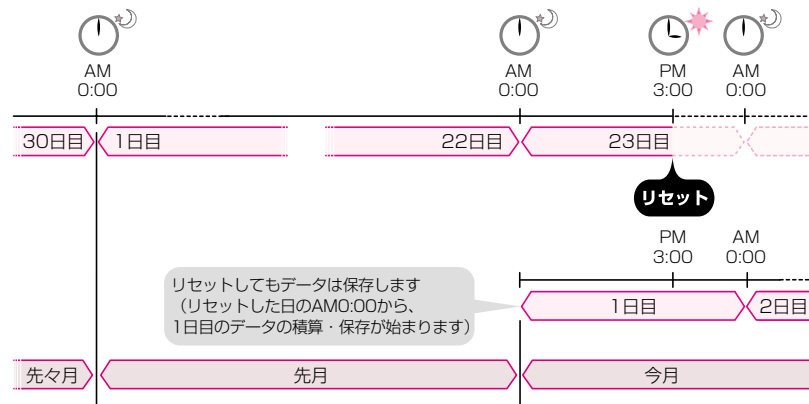 AM
0:00
AM
0:00
PM
3:00
AM
0:00
30日目
1日目
22日目
23日目
リセット
PM
3:00
AM
0:00
リセットしてもデータは保存します
(リセットした日のAM0:00から、
1日目のデータの積算・保存が始まります)
1日目
2日目
先々月
先月
今月